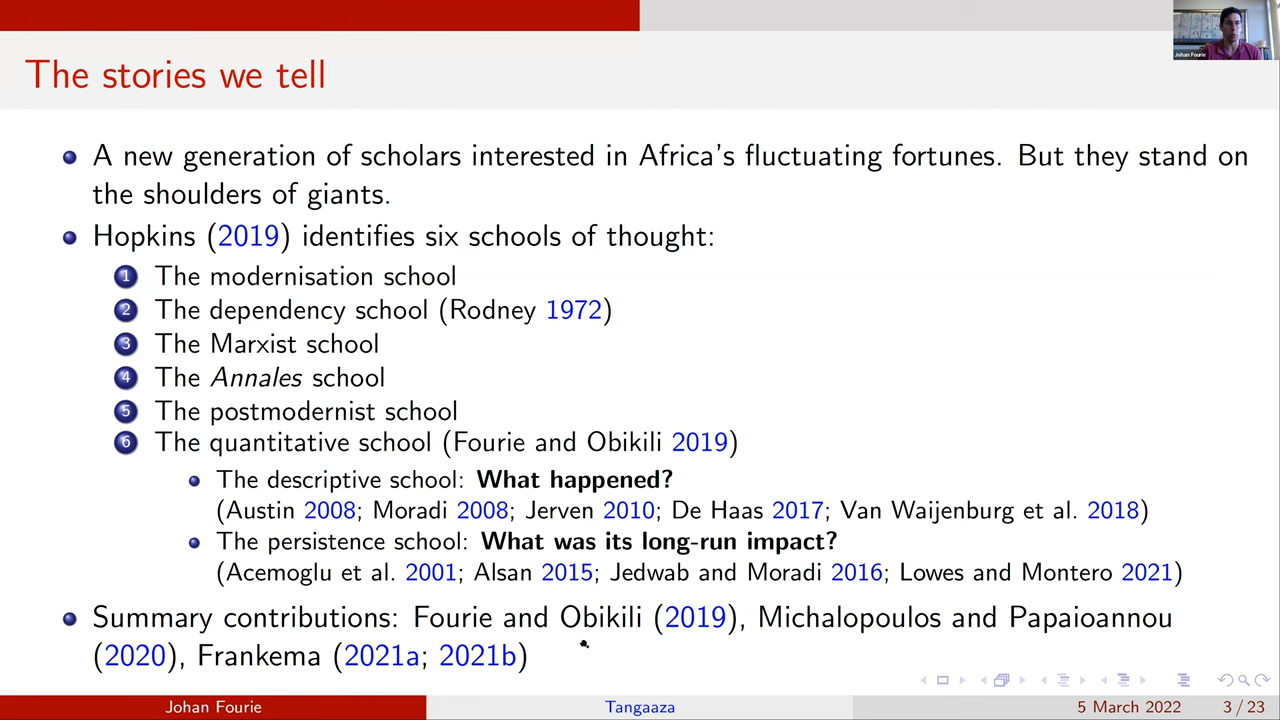 Johan Fourie
The stories we tell
A new generation of scholars interested in Africa's fluctuating fortunes. But they stand on
the shoulders of giants.
Hopkins (2019) identifies six schools of thought:
1 The modernisation school
2 The dependency school (Rodney 1972)
3 The Marxist school
4 The Annales school
5 The postmodernist school
6 The quantitative school (Fourie and Obikili 2019)
The descriptive school: What happened?
(Austin 2008; Moradi 2008; Jerven 2010; De Haas 2017; Van Waijenburg et al. 2018)
The persistence school: What was its long-run impact?
(Acemoglu et al. 2001; Alsan 2015; Jedwab and Moradi 2016; Lowes and Montero 2021)
Summary contributions: Fourie and Obikili (2019), Michalopoulos and Papaioannou
(2020), Frankema (2021a; 2021b)
Johan Fourie Tangaaza 5 March 2022 3 / 23